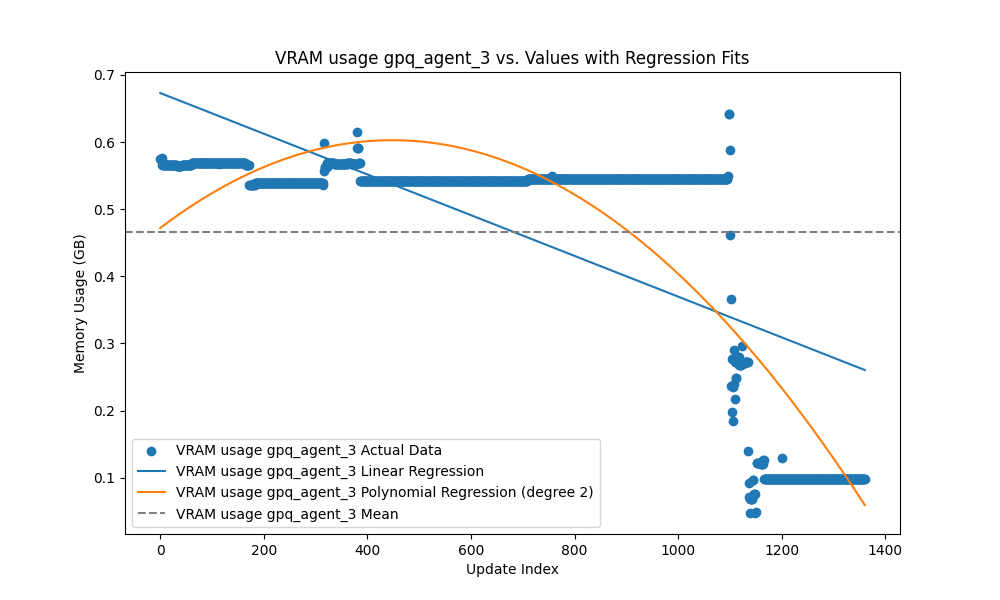 VRAM usage gpq_agent_3 vs. Values with Regression Fits
0.7
0.6
0.5
0.4
0.3
0.2
0.1
Memory Usage (GB)
VRAM usage gpq_agent_3 Actual Data
VRAM usage gpq_agent_3 Linear Regression
VRAM usage gpq_agent_3 Polynomial Regression (degree 2)
VRAM usage gpq_agent_3 Mean
0 200 400 600 800 1000 1200 1400
Update Index